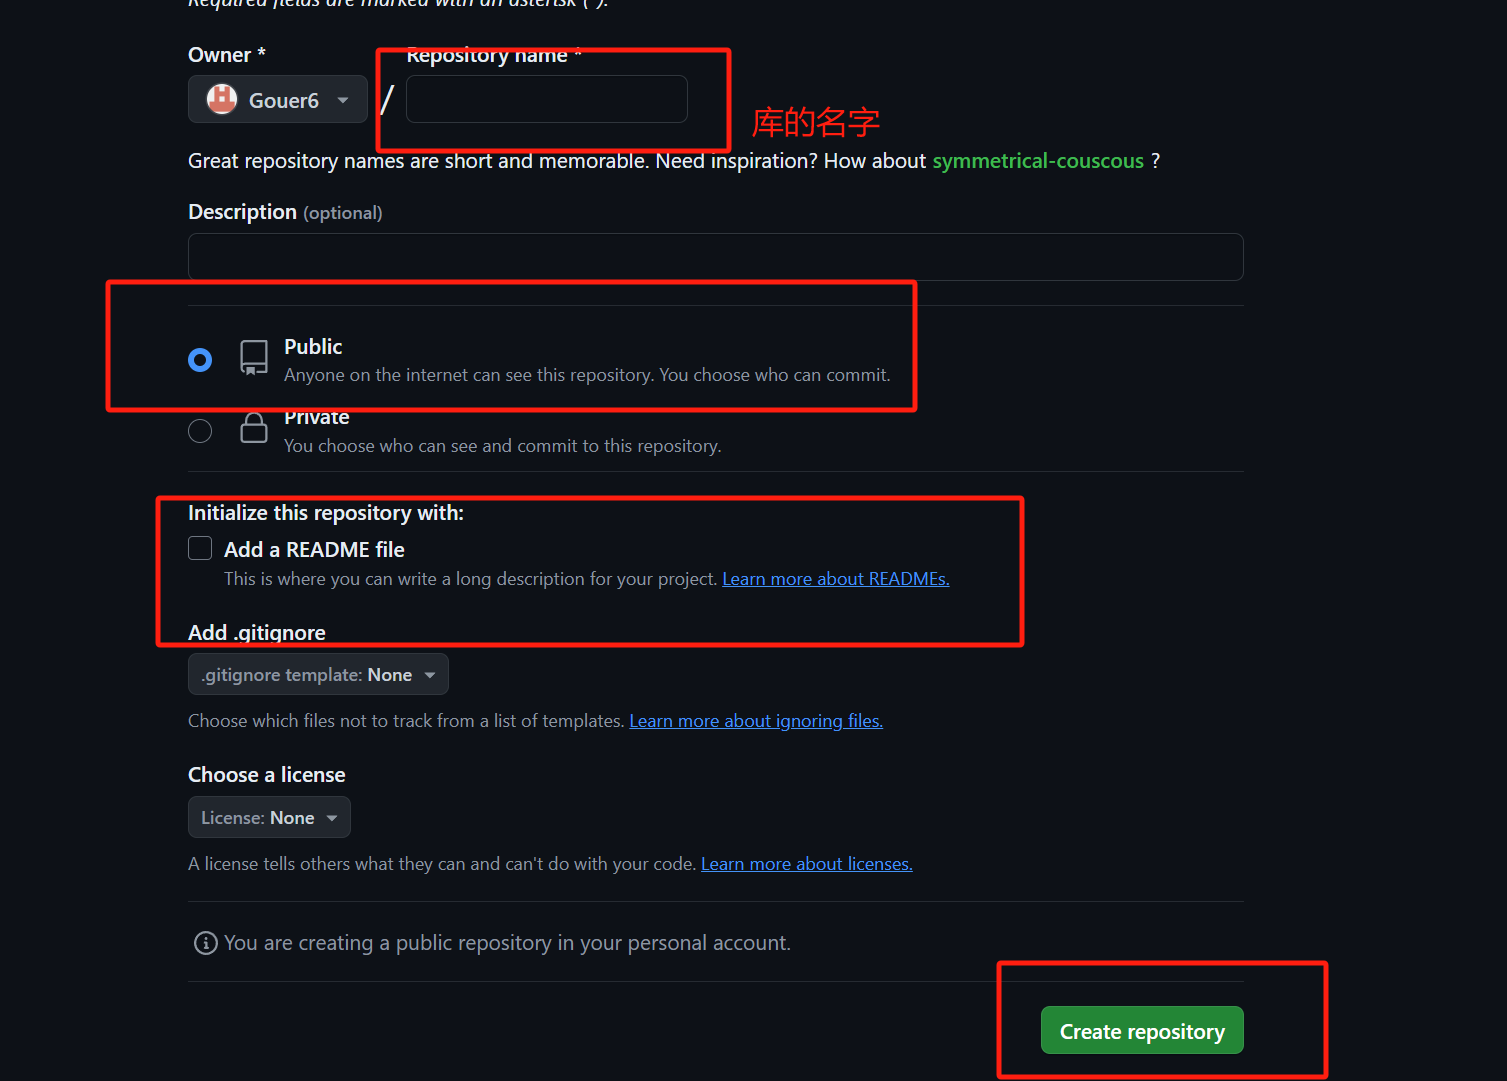 Required fields are marked with an asterisk (*).
Owner *
Repository name *
Gouer6
/
库的名字
Great repository names are short and memorable. Need inspiration? How about symmetrical-couscous ?
Description (optional)
Public
Anyone on the internet can see this repository. You choose who can commit.
Private
You choose who can see and commit to this repository.
Initialize this repository with:
Add a README file
This is where you can write a long description for your project. Learn more about READMEs.
Add .gitignore
.gitignore template: None
Choose which files not to track from a list of templates. Learn more about ignoring files.
Choose a license
License: None
A license tells others what they can and can't do with your code. Learn more about licenses.
You are creating a public repository in your personal account.
Create repository